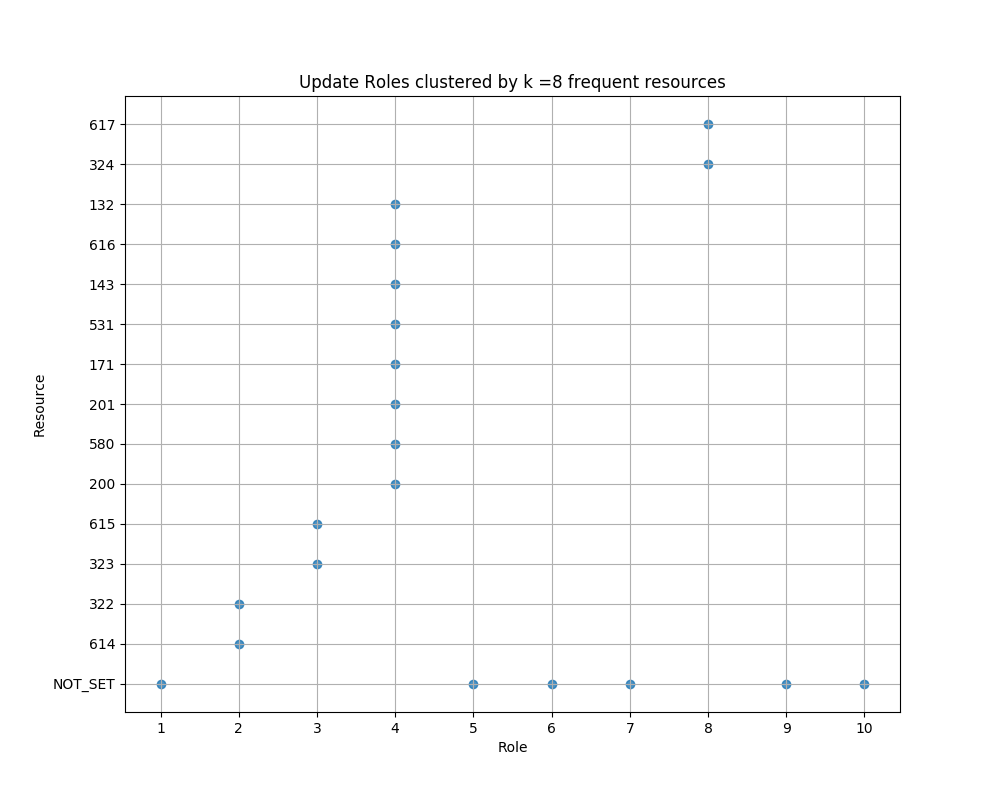 Update Roles clustered by k =8 frequent resources
617
324
132
616
143
531
171
201
580
200
615
323
322
614
NOT_SET
Resource
1 2 3 4 5 6 7 8 9 10
Role